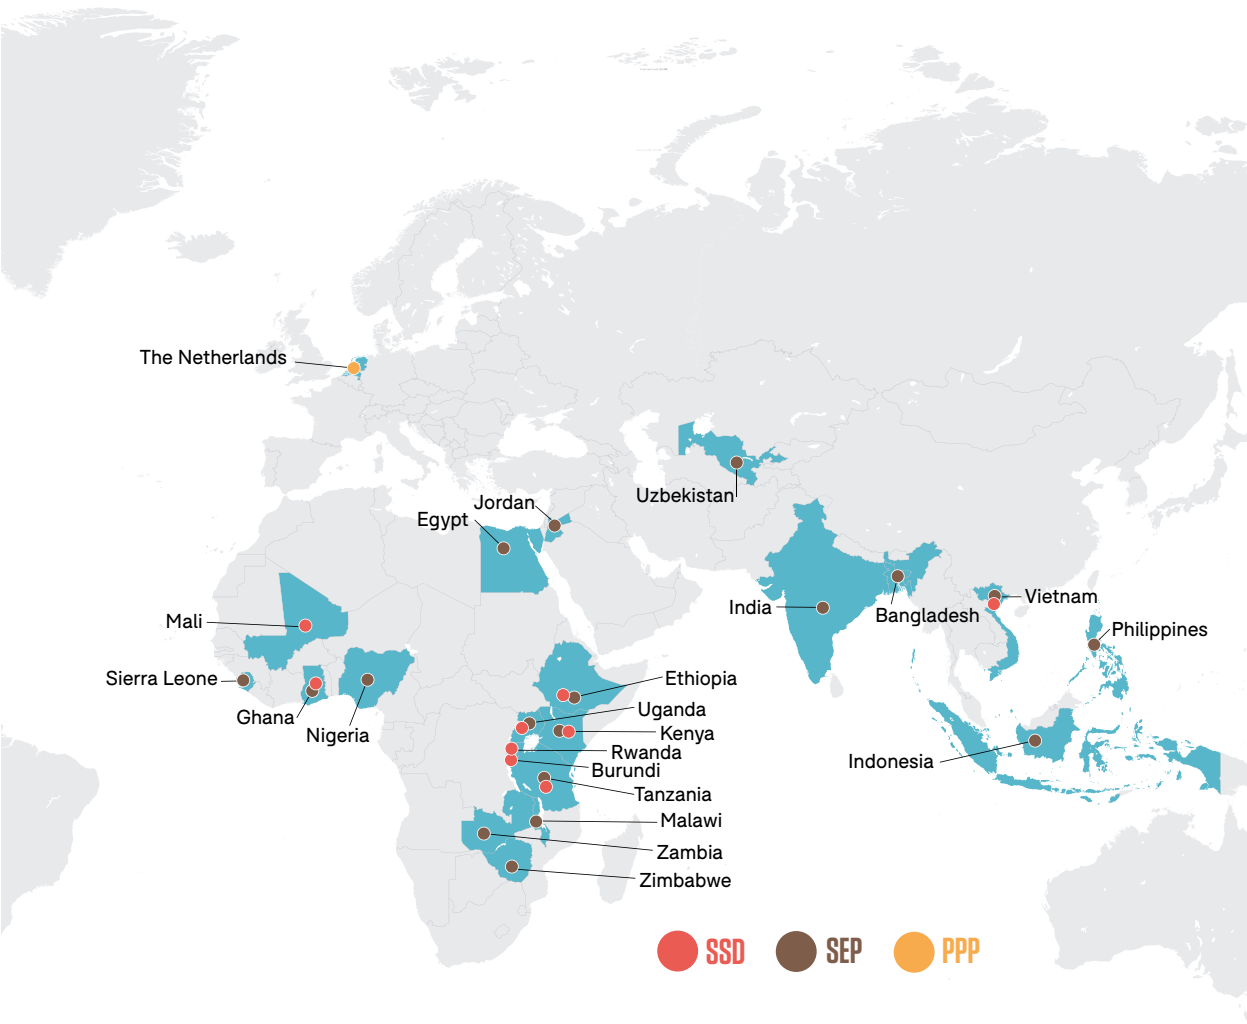 The Netherlands
Jordan
Egypt
Uzbekistan
Mali
India
Bangladesh
Vietnam
Philippines
Sierra Leone
Ghana
Nigeria
Ethiopia
Uganda
Kenya
Rwanda
Burundi
Indonesia
Tanzania
Malawi
Zambia
Zimbabwe
SSD SEP PPP